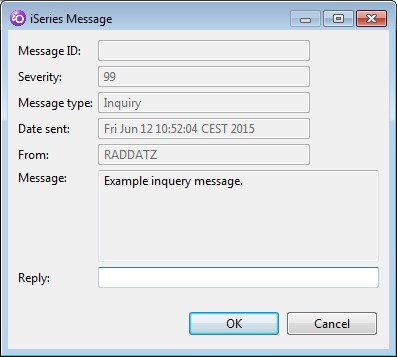 iSeries Message
Message ID:
Severity: 99
Message type: Inquiry
Date sent: Fri Jun 12 10:52:04 CEST 2015
From: RADDATZ
Message: Example inquery message.
Reply:
OK Cancel